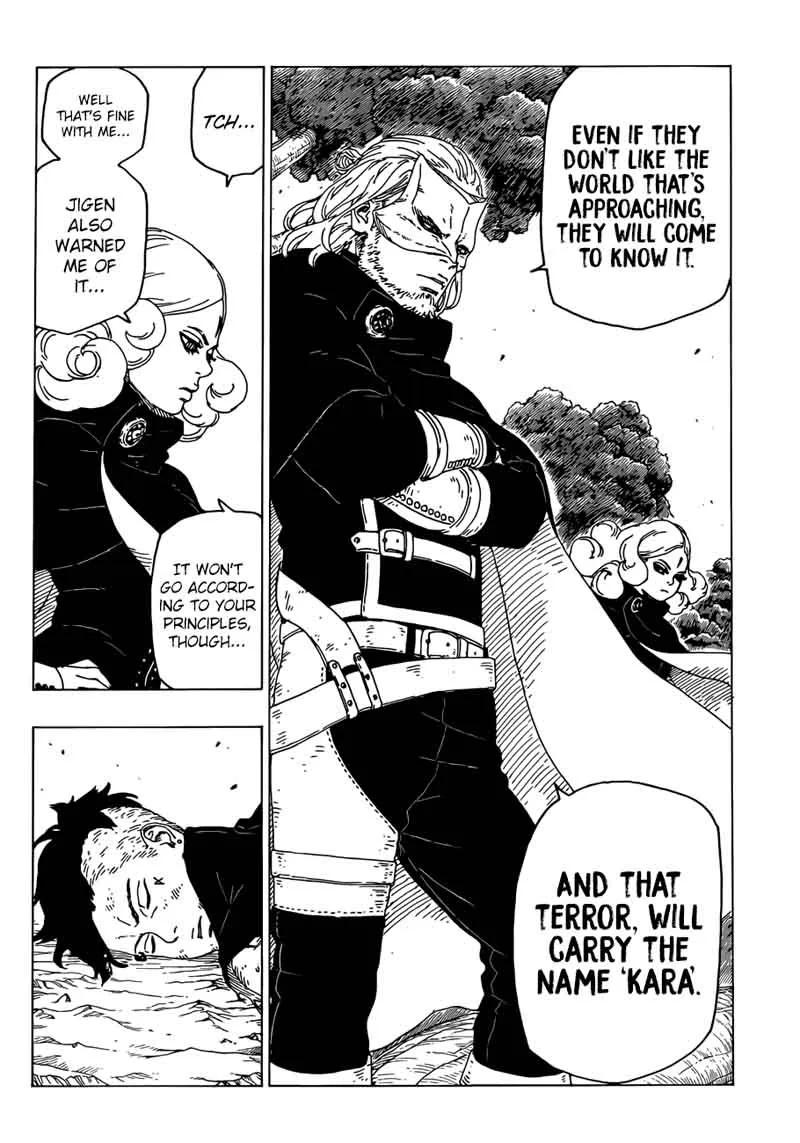 EVEN IF THEY
DON'T LIKE THE
WORLD THAT'S
APPROACHING,
THEY WILL COME
TO KNOW IT.
AND THAT
TERROR, WILL
CARRY THE
NAME 'KARA'.
TCH...
WELL
THAT'S FINE
WITH ME...
JIGEN
ALSO
WARNED
ME OF
IT...
IT WON'T
GO ACCORD-
ING TO YOUR
PRINCIPLES,
THOUGH...